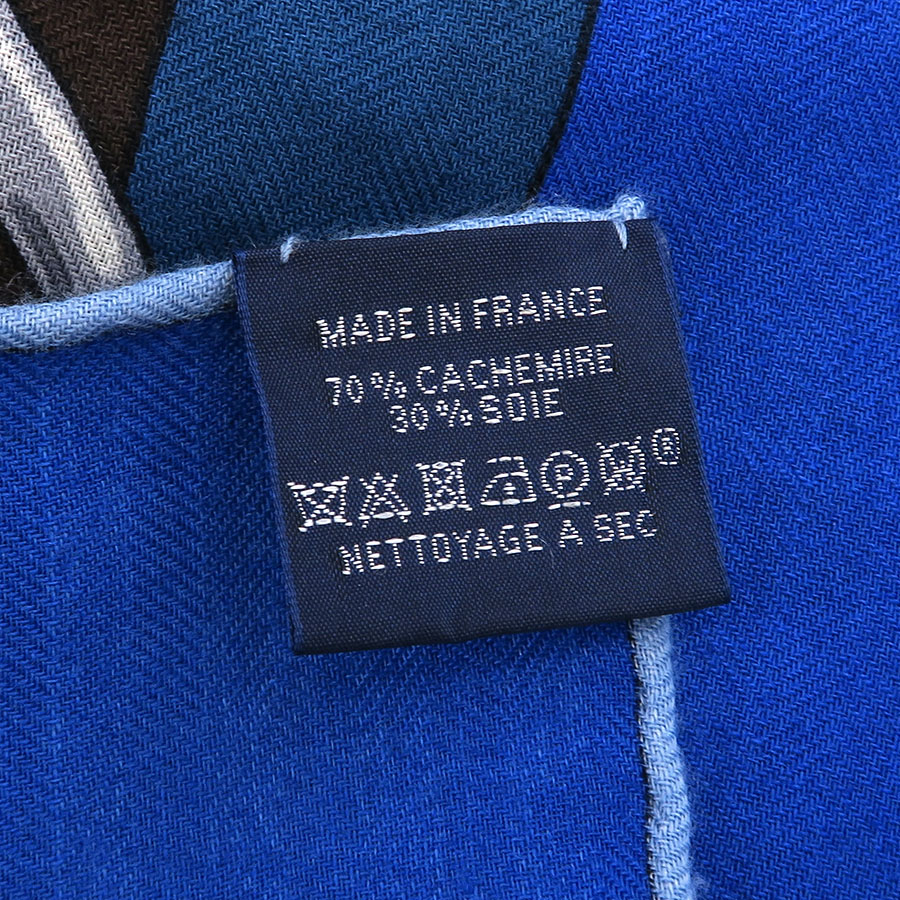 MADE IN FRANCE
70 % CACHEMIRE
30 % SOIE
P W ®
NETTOYAGE A SEC